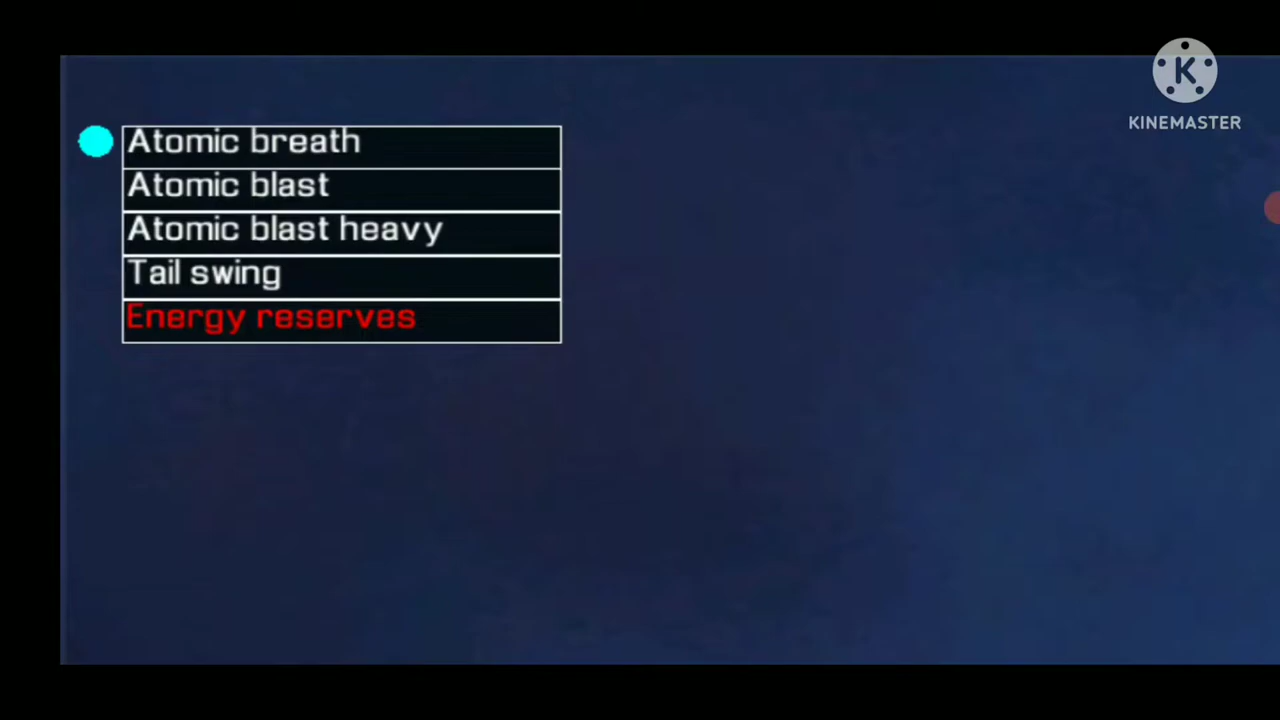 K
KINEMASTER
Atomic breath
Atomic blast
Atomic blast heavy
Tail swing
Energy reserves